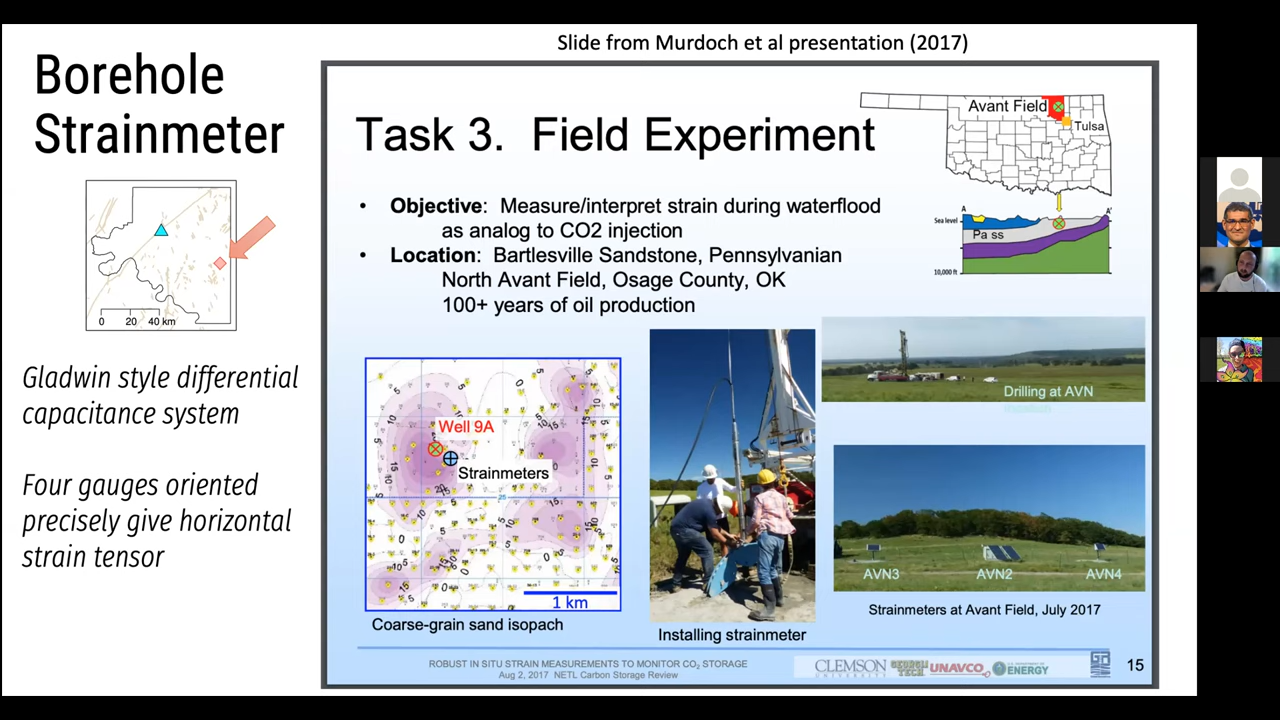 Slide from Murdoch et al presentation (2017)
Borehole
Strainmeter
0 20 40 km
Gladwin style differential
capacitance system
Four gauges oriented
precisely give horizontal
strain tensor
Task 3. Field Experiment
• Objective: Measure/interpret strain during waterflood
as analog to CO2 injection
• Location: Bartlesville Sandstone, Pennsylvanian
North Avant Field, Osage County, OK
100+ years of oil production
Avant Field
Tulsa
A A'
Sea level
Pa ss
10,000 ft
Well 9A
Strainmeters
25
1 km
Coarse-grain sand isopach
Installing strainmeter
Drilling at AVN
AVN3 AVN2 AVN4
Strainmeters at Avant Field, July 2017
ROBUST IN SITU STRAIN MEASUREMENTS TO MONITOR CO2 STORAGE
Aug 2, 2017 NETL Carbon Storage Review
CLEMSON
UNIVERSITY
Georgia
Tech
UNAVCO
ENERGY
15